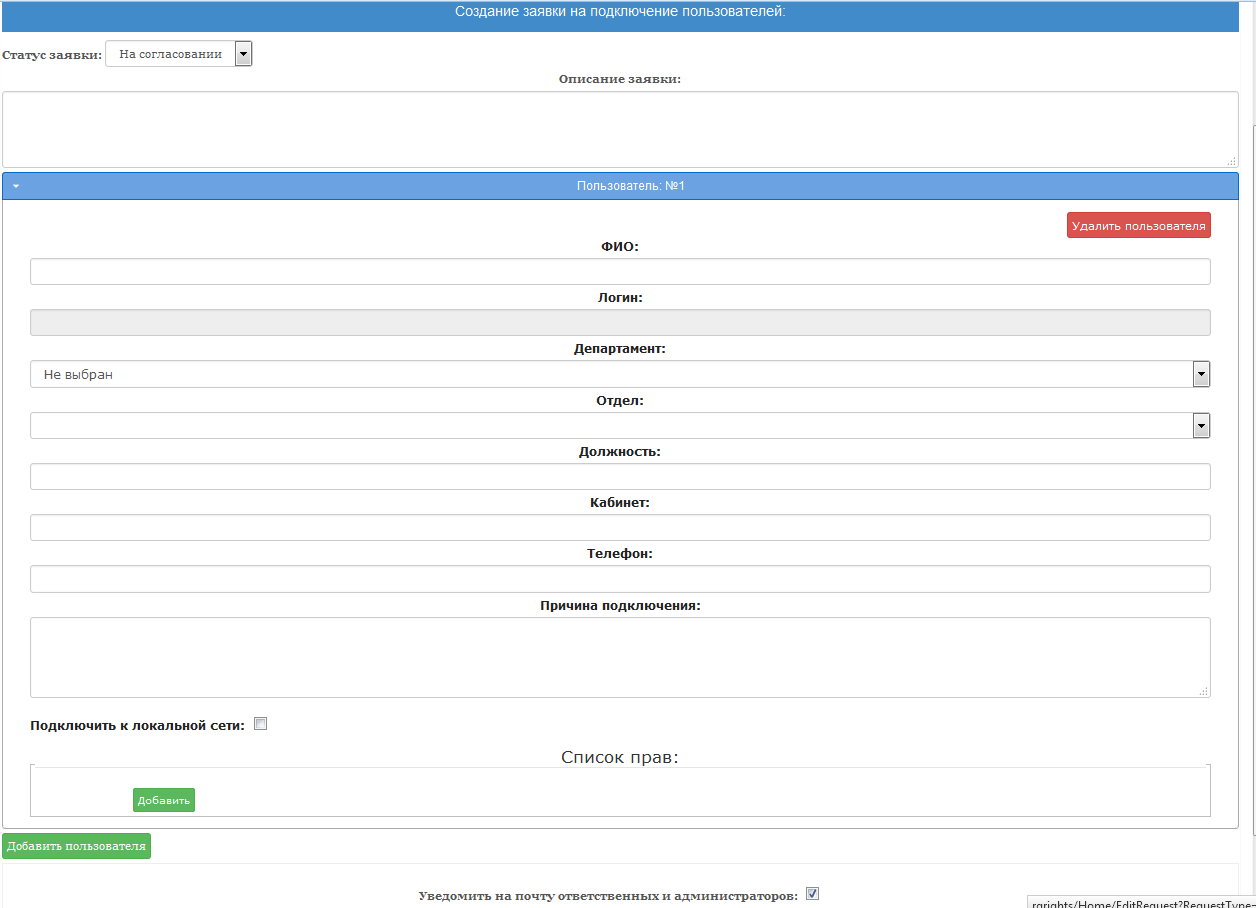 Создание заявки на подключение пользователей:
Статус заявки: На согласовании
Описание заявки:
Пользователь: №1
Удалить пользователя
ФИО:
Логин:
Департамент:
Не выбран
Отдел:
Должность:
Кабинет:
Телефон:
Причина подключения:
Подключить к локальной сети:
Список прав:
Добавить
Добавить пользователя
Уведомить на почту ответственных и администраторов:
rqrights/Home/EditRequest?RequestType=